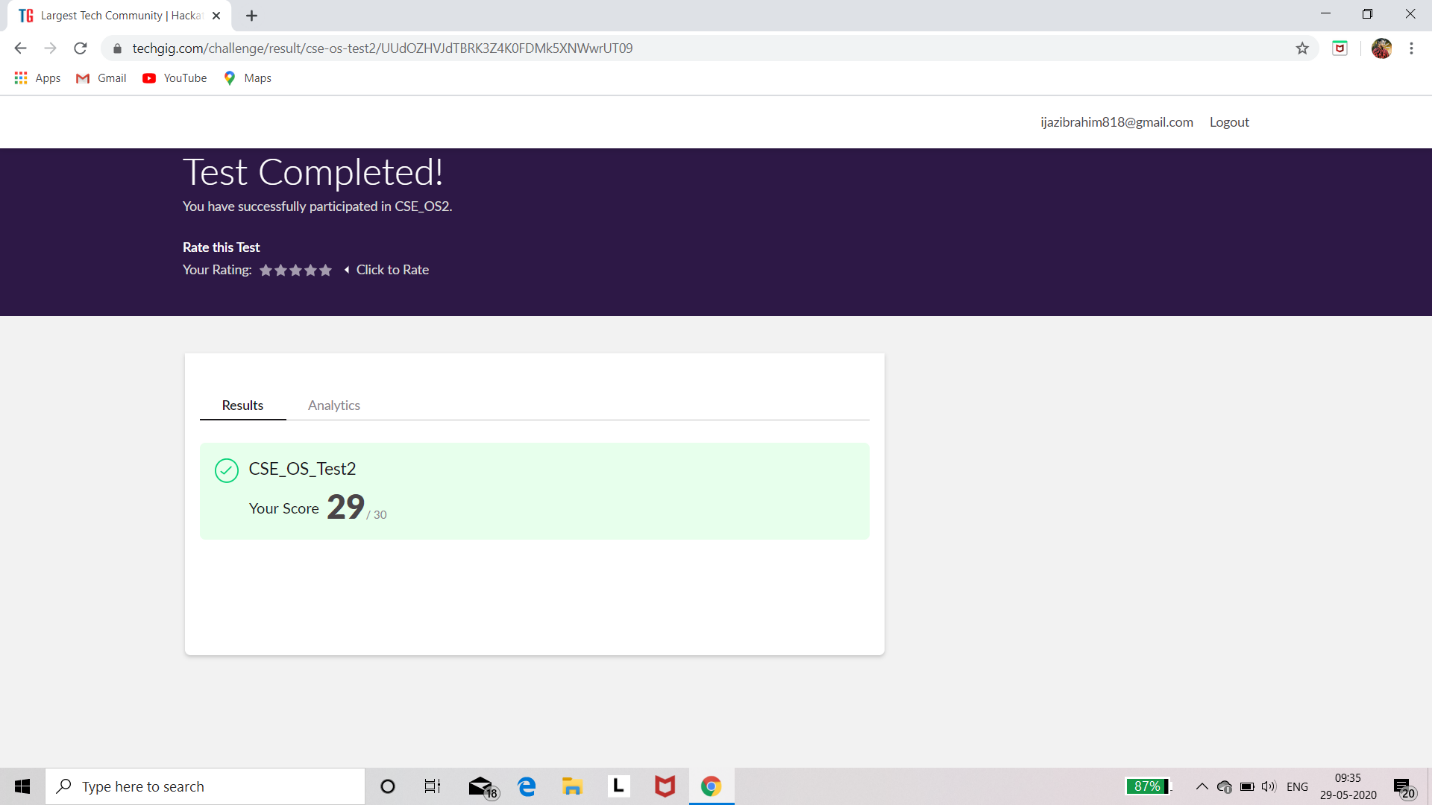 TG Largest Tech Community | Hacka
techgig.com/challenge/result/cse-os-test2/UUdOZHVJdTBRK3Z4K0FDMk5XNWwrUT09
Apps Gmail YouTube Maps
ijazibrahim818@gmail.com Logout
Test Completed!
You have successfully participated in CSE_OS2.
Rate this Test
Your Rating: Click to Rate
Results Analytics
CSE_OS_Test2
Your Score 29 / 30
Type here to search
L
18
87%
ENG
09:35
29-05-2020
20